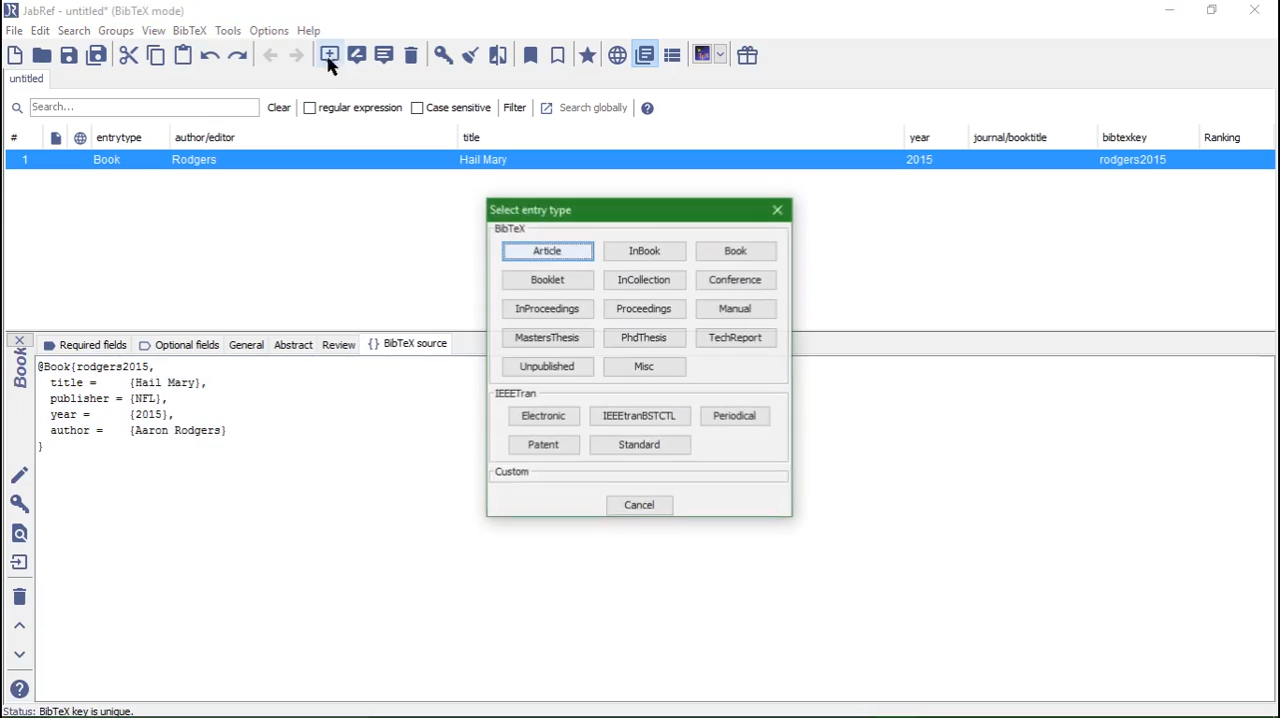 JabRef - untitled* (BibTeX mode)
File Edit Search Groups View BibTeX Tools Options Help
untitled
Search... Clear regular expression Case sensitive Filter Search globally
# entrytype author/editor title year journal/booktitle bibtexkey Ranking
1 Book Rodgers Hail Mary 2015 rodgers2015
Select entry type
BibTeX
Article InBook Book
Booklet InCollection Conference
InProceedings Proceedings Manual
MastersThesis PhdThesis TechReport
Unpublished Misc
IEEETran
Electronic IEEEtranBSTCTL Periodical
Patent Standard
Custom
Cancel
Book
Required fields Optional fields General Abstract Review {} BibTeX source
@Book{rodgers2015,
title = {Hail Mary},
publisher = {NFL},
year = {2015},
author = {Aaron Rodgers}
}
Status: BibTeX key is unique.